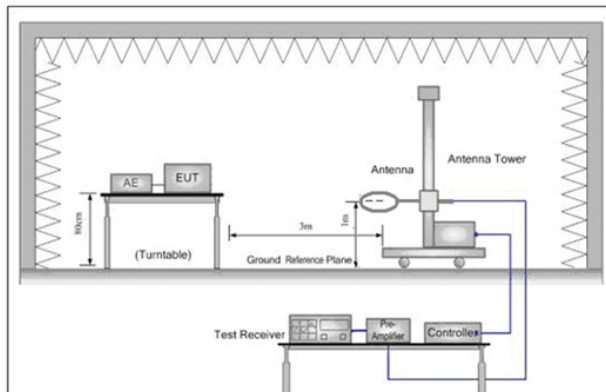 Antenna
Antenna Tower
AE
EUT
80cm
(Turntable)
3m
1m
Ground Reference Plane
Test Receiver
Pre-
Amplifier
Controller